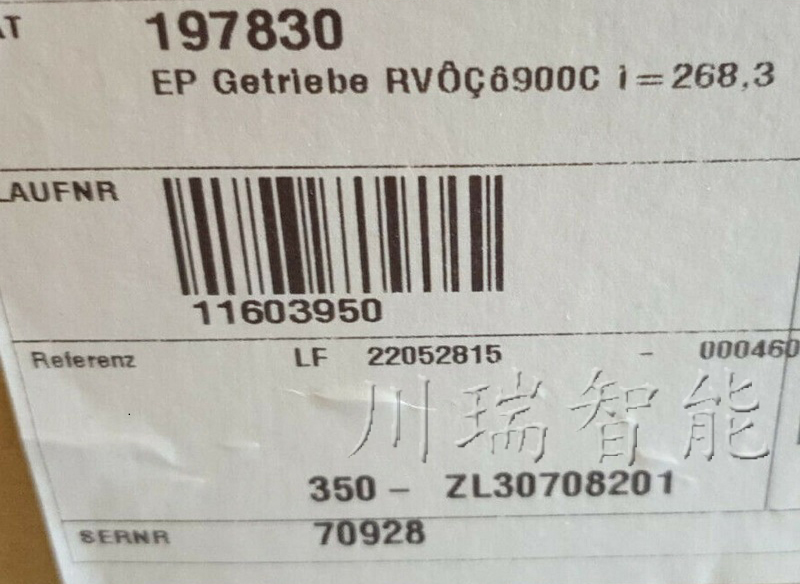 AT 197830
EP Getriebe RVÔÇô900C i=268,3
LAUFNR
11603950
Referenz LF 22052815 - 000460
川瑞智能
350 - ZL30708201
SERNR 70928